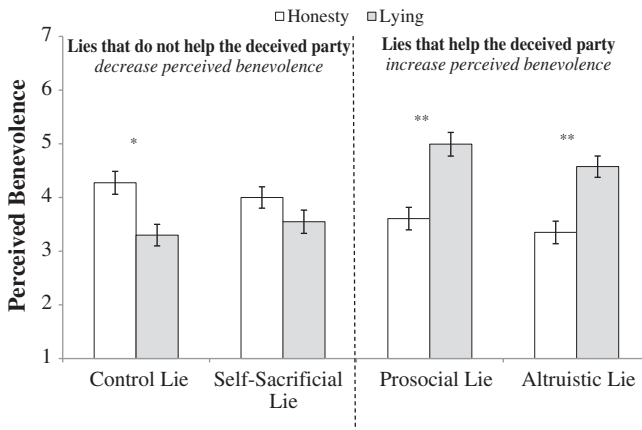 Honesty Lying
Lies that do not help the deceived party
decrease perceived benevolence
Lies that help the deceived party
increase perceived benevolence
Perceived Benevolence
7
6
5
4
3
2
1
*
**
**
Control Lie
Self-Sacrificial
Lie
Prosocial Lie
Altruistic Lie